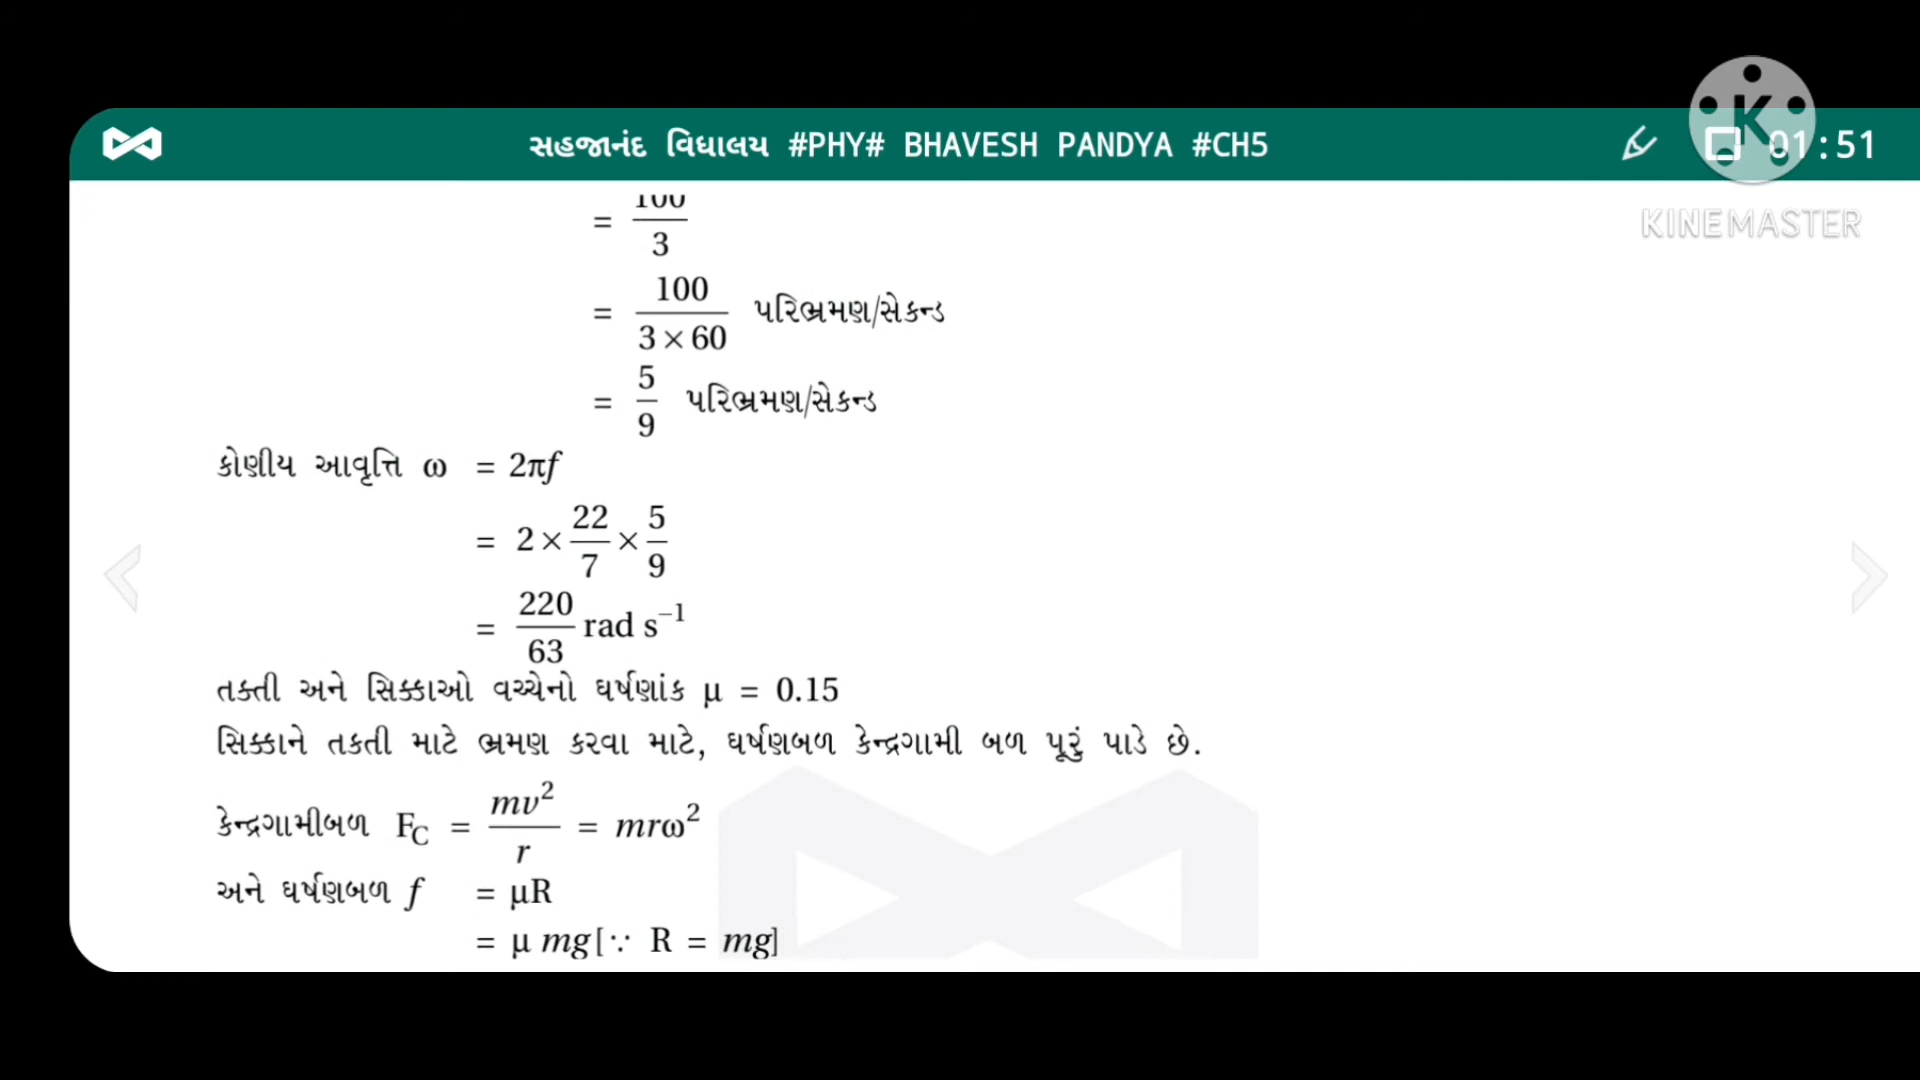 સહજાનંદ વિધાલય #PHY# BHAVESH PANDYA #CH5
01:51
KINEMASTER
= 100/3
= 100/(3 × 60) પરિભ્રમણ/સેકન્ડ
= 5/9 પરિભ્રમણ/સેકન્ડ
કોણીય આવૃત્તિ ω = 2πf
= 2 × 22/7 × 5/9
= 220/63 rad s⁻¹
તક્તી અને સિક્કાઓ વચ્ચેનો ઘર્ષણાંક μ = 0.15
સિક્કાને તકતી માટે ભ્રમણ કરવા માટે, ઘર્ષણબળ કેન્દ્રગામી બળ પૂરું પાડે છે.
કેન્દ્રગામીબળ F_C = mv²/r = mrω²
અને ઘર્ષણબળ f = μR
= μ mg [∵ R = mg]